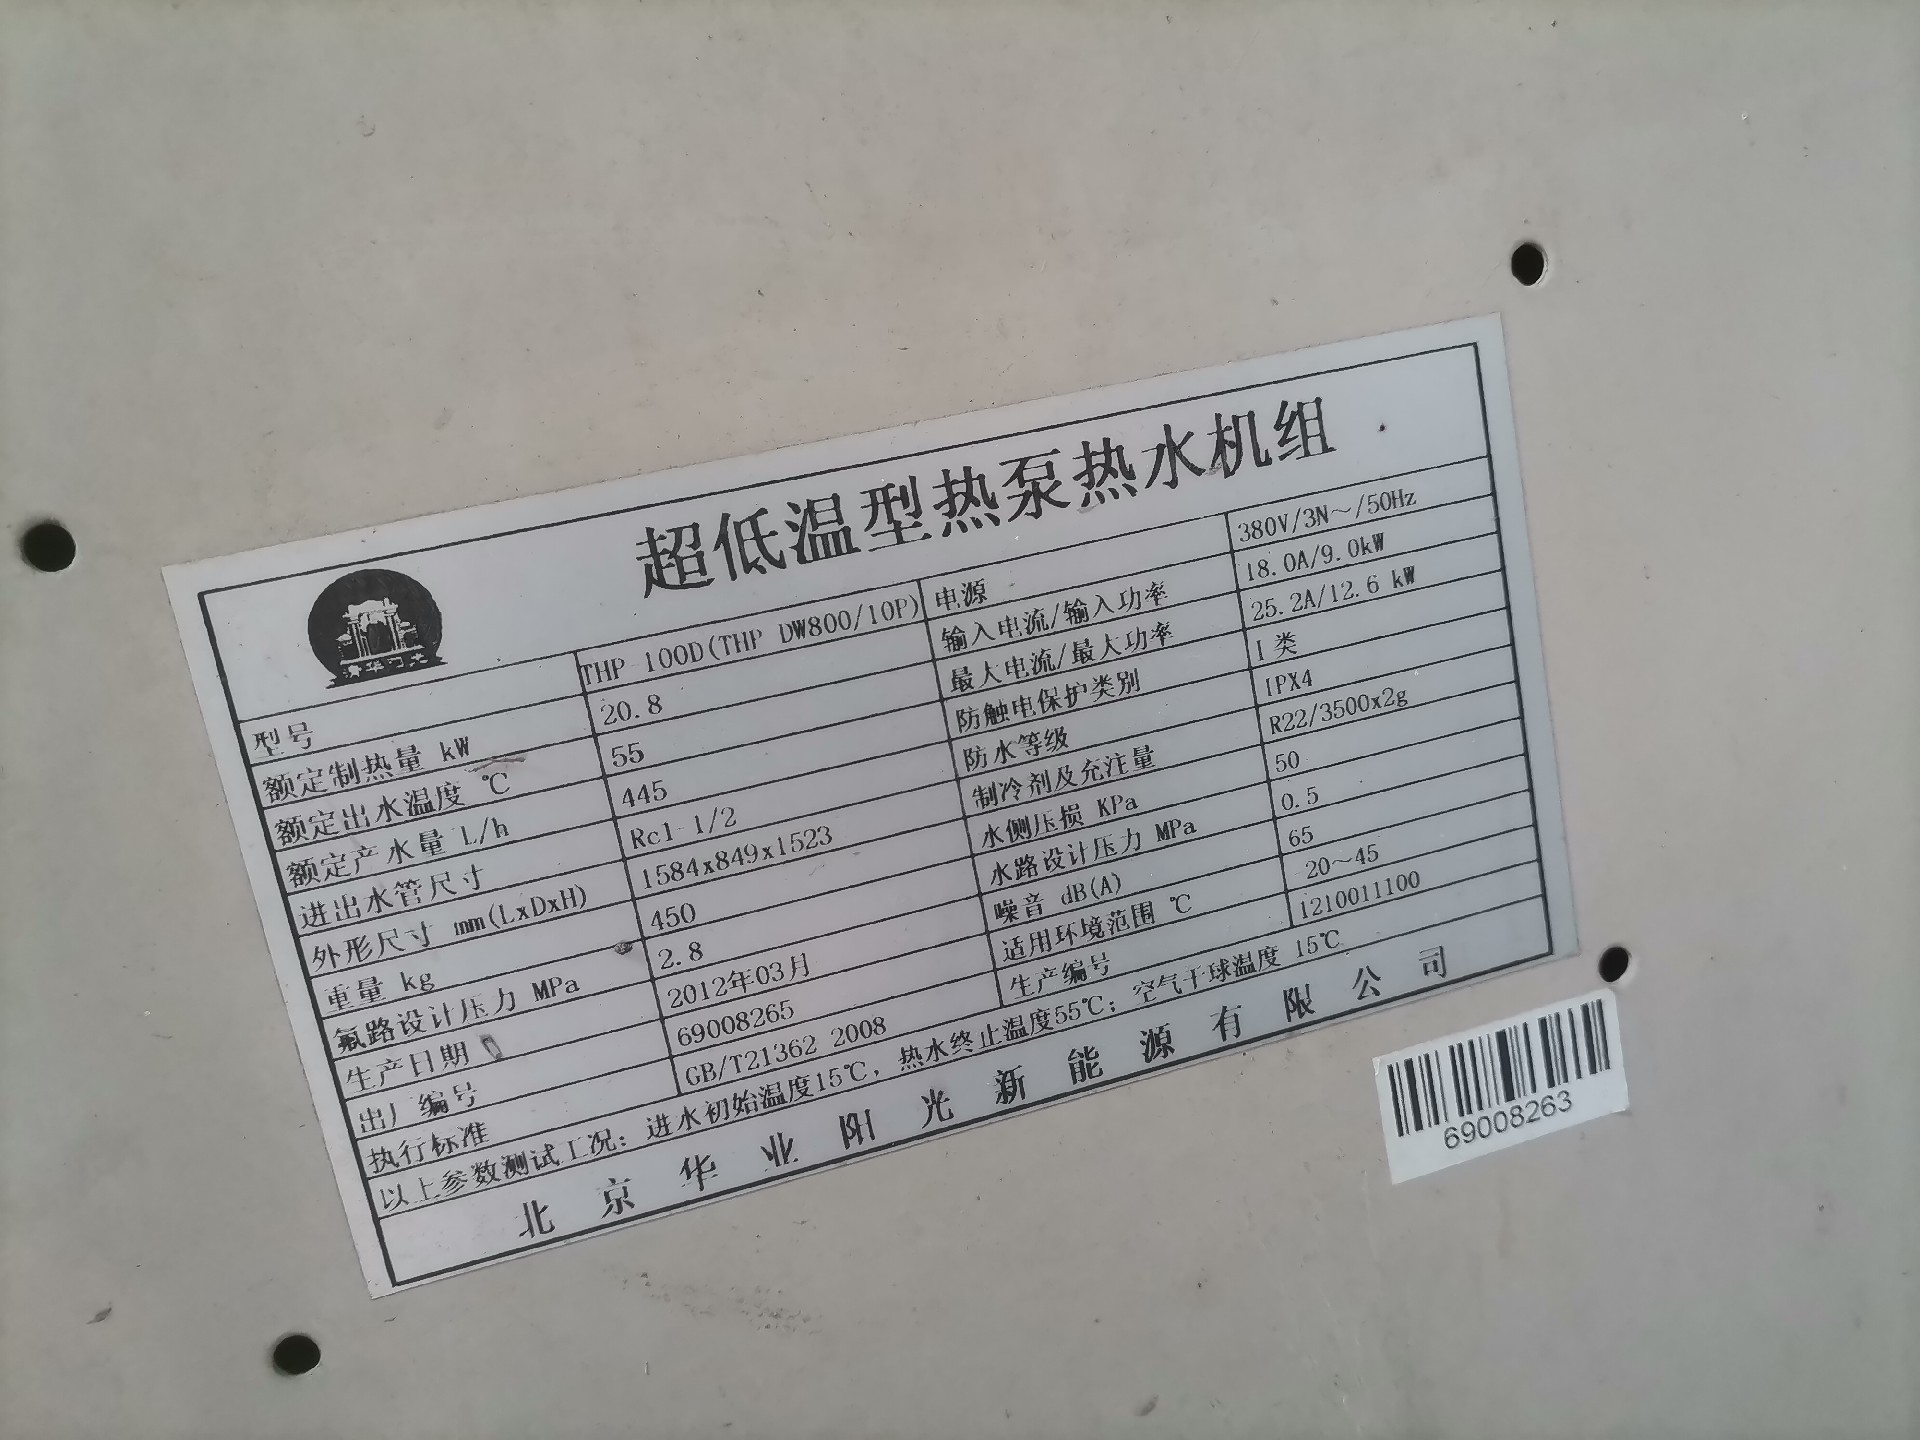 超低温型热泵热水机组
清华阳光
型号 THP-100D(THP DW800/10P) 电源 380V/3N～/50Hz
额定制热量 kW 20.8 输入电流/输入功率 18.0A/9.0kW
额定出水温度 ℃ 55 最大电流/最大功率 25.2A/12.6 kW
额定产水量 L/h 445 防触电保护类别 I 类
进出水管尺寸 Rc1-1/2 防水等级 IPX4
外形尺寸 mm(LxDxH) 1584x849x1523 制冷剂及充注量 R22/3500x2g
重量 kg 450 水侧压损 KPa 50
氟路设计压力 MPa 2.8 水路设计压力 MPa 0.5
生产日期 2012年03月 噪音 dB(A) 65
出厂编号 69008265 适用环境范围 ℃ -20～45
执行标准 GB/T21362 2008 生产编号 1210011100
以上参数测试工况：进水初始温度15℃，热水终止温度55℃；空气干球温度 15℃
北京华业阳光新能源有限公司
69008263